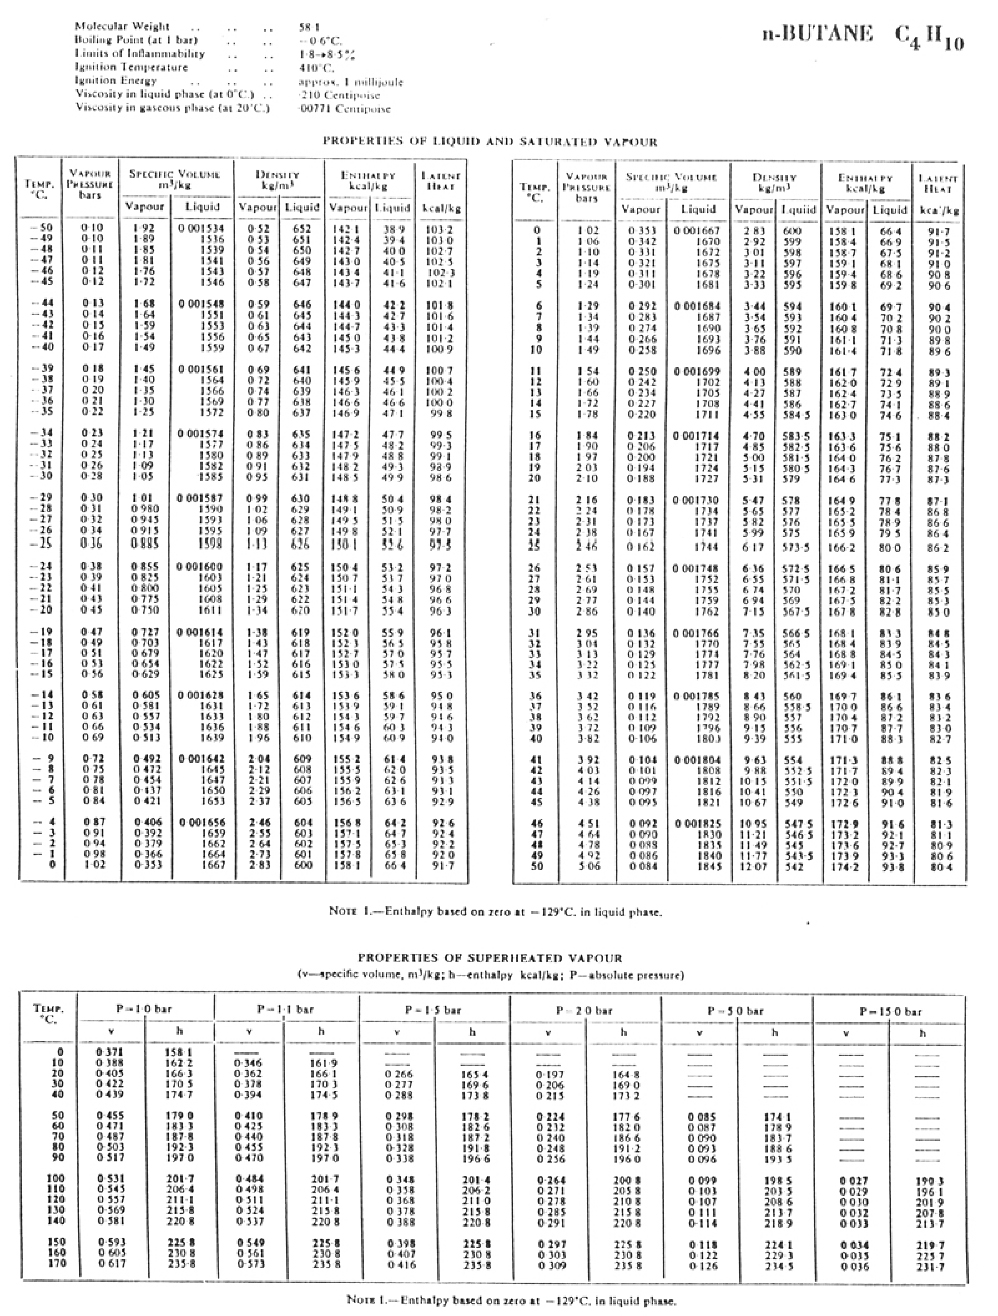 Molecular Weight .. .. .. 58·1
Boiling Point (at 1 bar) .. .. −0·6°C.
Limits of Inflammability .. .. 1·8→8·5%
Ignition Temperature .. .. 410°C.
Ignition Energy .. .. .. approx. 1 millijoule
Viscosity in liquid phase (at 0°C.) .. ·210 Centipoise
Viscosity in gaseous phase (at 20°C.) ·00771 Centipoise
n-BUTANE C4H10
PROPERTIES OF LIQUID AND SATURATED VAPOUR
TEMP. °C. VAPOUR PRESSURE bars SPECIFIC VOLUME m³/kg DENSITY kg/m³ ENTHALPY kcal/kg LATENT HEAT
Vapour Liquid Vapour Liquid Vapour Liquid kcal/kg
−50 0·10 1·92 0·001534 0·52 652 142·1 38·9 103·2
−49 0·10 1·89 1536 0·53 651 142·4 39·4 103·0
−48 0·11 1·85 1539 0·54 650 142·7 40·0 102·7
−47 0·11 1·81 1541 0·56 649 143·0 40·5 102·5
−46 0·12 1·76 1543 0·57 648 143·4 41·1 102·3
−45 0·12 1·72 1546 0·58 647 143·7 41·6 102·1
−44 0·13 1·68 0·001548 0·59 646 144·0 42·2 101·8
−43 0·14 1·64 1551 0·61 645 144·3 42·7 101·6
−42 0·15 1·59 1553 0·63 644 144·7 43·3 101·4
−41 0·16 1·54 1556 0·65 643 145·0 43·8 101·2
−40 0·17 1·49 1559 0·67 642 145·3 44·4 100·9
−39 0·18 1·45 0·001561 0·69 641 145·6 44·9 100·7
−38 0·19 1·40 1564 0·72 640 145·9 45·5 100·4
−37 0·20 1·35 1566 0·74 639 146·3 46·1 100·2
−36 0·21 1·30 1569 0·77 638 146·6 46·6 100·0
−35 0·22 1·25 1572 0·80 637 146·9 47·1 99·8
−34 0·23 1·21 0·001574 0·83 635 147·2 47·7 99·5
−33 0·24 1·17 1577 0·86 634 147·5 48·2 99·3
−32 0·25 1·13 1580 0·89 633 147·9 48·8 99·1
−31 0·26 1·09 1582 0·91 632 148·2 49·3 98·9
−30 0·28 1·05 1585 0·95 631 148·5 49·9 98·6
−29 0·30 1·01 0·001587 0·99 630 148·8 50·4 98·4
−28 0·31 0·980 1590 1·02 629 149·1 50·9 98·2
−27 0·32 0·945 1593 1·06 628 149·5 51·5 98·0
−26 0·34 0·915 1595 1·09 627 149·8 52·1 97·7
−25 0·36 0·885 1598 1·13 626 150·1 52·6 97·5
−24 0·38 0·855 0·001600 1·17 625 150·4 53·2 97·2
−23 0·39 0·825 1603 1·21 624 150·7 53·7 97·0
−22 0·41 0·800 1605 1·25 623 151·1 54·3 96·8
−21 0·43 0·775 1608 1·29 622 151·4 54·8 96·6
−20 0·45 0·750 1611 1·34 620 151·7 55·4 96·3
−19 0·47 0·727 0·001614 1·38 619 152·0 55·9 96·1
−18 0·49 0·703 1617 1·43 618 152·3 56·5 95·8
−17 0·51 0·679 1620 1·47 617 152·7 57·0 95·7
−16 0·53 0·654 1622 1·52 616 153·0 57·5 95·5
−15 0·56 0·629 1625 1·59 615 153·3 58·0 95·3
−14 0·58 0·605 0·001628 1·65 614 153·6 58·6 95·0
−13 0·61 0·581 1631 1·72 613 153·9 59·1 94·8
−12 0·63 0·557 1633 1·80 612 154·3 59·7 94·6
−11 0·66 0·534 1636 1·88 611 154·6 60·3 94·3
−10 0·69 0·513 1639 1·96 610 154·9 60·9 94·0
−9 0·72 0·492 0·001642 2·04 609 155·2 61·4 93·8
−8 0·75 0·472 1645 2·12 608 155·5 62·0 93·5
−7 0·78 0·454 1647 2·21 607 155·9 62·6 93·3
−6 0·81 0·437 1650 2·29 606 156·2 63·1 93·1
−5 0·84 0·421 1653 2·37 605 156·5 63·6 92·9
−4 0·87 0·406 0·001656 2·46 604 156·8 64·2 92·6
−3 0·91 0·392 1659 2·55 603 157·1 64·7 92·4
−2 0·94 0·379 1662 2·64 602 157·5 65·3 92·2
−1 0·98 0·366 1664 2·73 601 157·8 65·8 92·0
0 1·02 0·353 1667 2·83 600 158·1 66·4 91·7
TEMP. °C. VAPOUR PRESSURE bars SPECIFIC VOLUME m³/kg DENSITY kg/m³ ENTHALPY kcal/kg LATENT HEAT
Vapour Liquid Vapour Liquid Vapour Liquid kcal/kg
0 1·02 0·353 0·001667 2·83 600 158·1 66·4 91·7
1 1·06 0·342 1670 2·92 599 158·4 66·9 91·5
2 1·10 0·331 1672 3·01 598 158·7 67·5 91·2
3 1·14 0·321 1675 3·11 597 159·1 68·1 91·0
4 1·19 0·311 1678 3·22 596 159·4 68·6 90·8
5 1·24 0·301 1681 3·33 595 159·8 69·2 90·6
6 1·29 0·292 0·001684 3·44 594 160·1 69·7 90·4
7 1·34 0·283 1687 3·54 593 160·4 70·2 90·2
8 1·39 0·274 1690 3·65 592 160·8 70·8 90·0
9 1·44 0·266 1693 3·76 591 161·1 71·3 89·8
10 1·49 0·258 1696 3·88 590 161·4 71·8 89·6
11 1·54 0·250 0·001699 4·00 589 161·7 72·4 89·3
12 1·60 0·242 1702 4·13 588 162·0 72·9 89·1
13 1·66 0·234 1705 4·27 587 162·4 73·5 88·9
14 1·72 0·227 1708 4·41 586 162·7 74·1 88·6
15 1·78 0·220 1711 4·55 584·5 163·0 74·6 88·4
16 1·84 0·213 0·001714 4·70 583·5 163·3 75·1 88·2
17 1·90 0·206 1717 4·85 582·5 163·6 75·6 88·0
18 1·97 0·200 1721 5·00 581·5 164·0 76·2 87·8
19 2·03 0·194 1724 5·15 580·5 164·3 76·7 87·6
20 2·10 0·188 1727 5·31 579 164·6 77·3 87·3
21 2·16 0·183 0·001730 5·47 578 164·9 77·8 87·1
22 2·24 0·178 1734 5·65 577 165·2 78·4 86·8
23 2·31 0·173 1737 5·82 576 165·5 78·9 86·6
24 2·38 0·167 1741 5·99 575 165·9 79·5 86·4
25 2·46 0·162 1744 6·17 573·5 166·2 80·0 86·2
26 2·53 0·157 0·001748 6·36 572·5 166·5 80·6 85·9
27 2·61 0·153 1752 6·55 571·5 166·8 81·1 85·7
28 2·69 0·148 1755 6·74 570 167·2 81·7 85·5
29 2·77 0·144 1759 6·94 569 167·5 82·2 85·3
30 2·86 0·140 1762 7·15 567·5 167·8 82·8 85·0
31 2·95 0·136 0·001766 7·35 566·5 168·1 83·3 84·8
32 3·04 0·132 1770 7·55 565 168·4 83·9 84·5
33 3·13 0·129 1774 7·76 564 168·8 84·5 84·3
34 3·22 0·125 1777 7·98 562·5 169·1 85·0 84·1
35 3·32 0·122 1781 8·20 561·5 169·4 85·5 83·9
36 3·42 0·119 0·001785 8·43 560 169·7 86·1 83·6
37 3·52 0·116 1789 8·66 558·5 170·0 86·6 83·4
38 3·62 0·112 1792 8·90 557 170·4 87·2 83·2
39 3·72 0·109 1796 9·15 556 170·7 87·7 83·0
40 3·82 0·106 1803 9·39 555 171·0 88·3 82·7
41 3·92 0·104 0·001804 9·63 554 171·3 88·8 82·5
42 4·03 0·101 1808 9·88 552·5 171·7 89·4 82·3
43 4·14 0·099 1812 10·15 551·5 172·0 89·9 82·1
44 4·26 0·097 1816 10·41 550 172·3 90·4 81·9
45 4·38 0·095 1821 10·67 549 172·6 91·0 81·6
46 4·51 0·092 0·001825 10·95 547·5 172·9 91·6 81·3
47 4·64 0·090 1830 11·21 546·5 173·2 92·1 81·1
48 4·78 0·088 1835 11·49 545 173·6 92·7 80·9
49 4·92 0·086 1840 11·77 543·5 173·9 93·3 80·6
50 5·06 0·084 1845 12·07 542 174·2 93·8 80·4
NOTE 1.—Enthalpy based on zero at −129°C. in liquid phase.
PROPERTIES OF SUPERHEATED VAPOUR
(v—specific volume, m³/kg; h—enthalpy kcal/kg; P—absolute pressure)
TEMP. °C. P=1·0 bar P=1·1 bar P=1·5 bar P=2·0 bar P=5·0 bar P=15·0 bar
v h v h v h v h v h v h
0 0·371 158·1 — — — — — — — — — —
10 0·388 162·2 0·346 161·9 — — — — — — — —
20 0·405 166·3 0·362 166·1 0·266 165·4 0·197 164·8 — — — —
30 0·422 170·5 0·378 170·3 0·277 169·6 0·206 169·0 — — — —
40 0·439 174·7 0·394 174·5 0·288 173·8 0·215 173·2 — — — —
50 0·455 179·0 0·410 178·9 0·298 178·2 0·224 177·6 0·085 174·1 — —
60 0·471 183·3 0·425 183·3 0·308 182·6 0·232 182·0 0·087 178·9 — —
70 0·487 187·8 0·440 187·8 0·318 187·2 0·240 186·6 0·090 183·7 — —
80 0·503 192·3 0·455 192·3 0·328 191·8 0·248 191·2 0·093 188·6 — —
90 0·517 197·0 0·470 197·0 0·338 196·6 0·256 196·0 0·096 193·5 — —
100 0·531 201·7 0·484 201·7 0·348 201·4 0·264 200·8 0·099 198·5 0·027 190·3
110 0·545 206·4 0·498 206·4 0·358 206·2 0·271 205·8 0·103 203·5 0·029 196·1
120 0·557 211·1 0·511 211·1 0·368 211·0 0·278 210·8 0·107 208·6 0·030 201·9
130 0·569 215·8 0·524 215·8 0·378 215·8 0·285 215·8 0·111 213·7 0·032 207·8
140 0·581 220·8 0·537 220·8 0·388 220·8 0·291 220·8 0·114 218·9 0·033 213·7
150 0·593 225·8 0·549 225·8 0·398 225·8 0·297 225·8 0·118 224·1 0·034 219·7
160 0·605 230·8 0·561 230·8 0·407 230·8 0·303 230·8 0·122 229·3 0·035 225·7
170 0·617 235·8 0·573 235·8 0·416 235·8 0·309 235·8 0·126 234·5 0·036 231·7
NOTE 1.—Enthalpy based on zero at −129°C. in liquid phase.